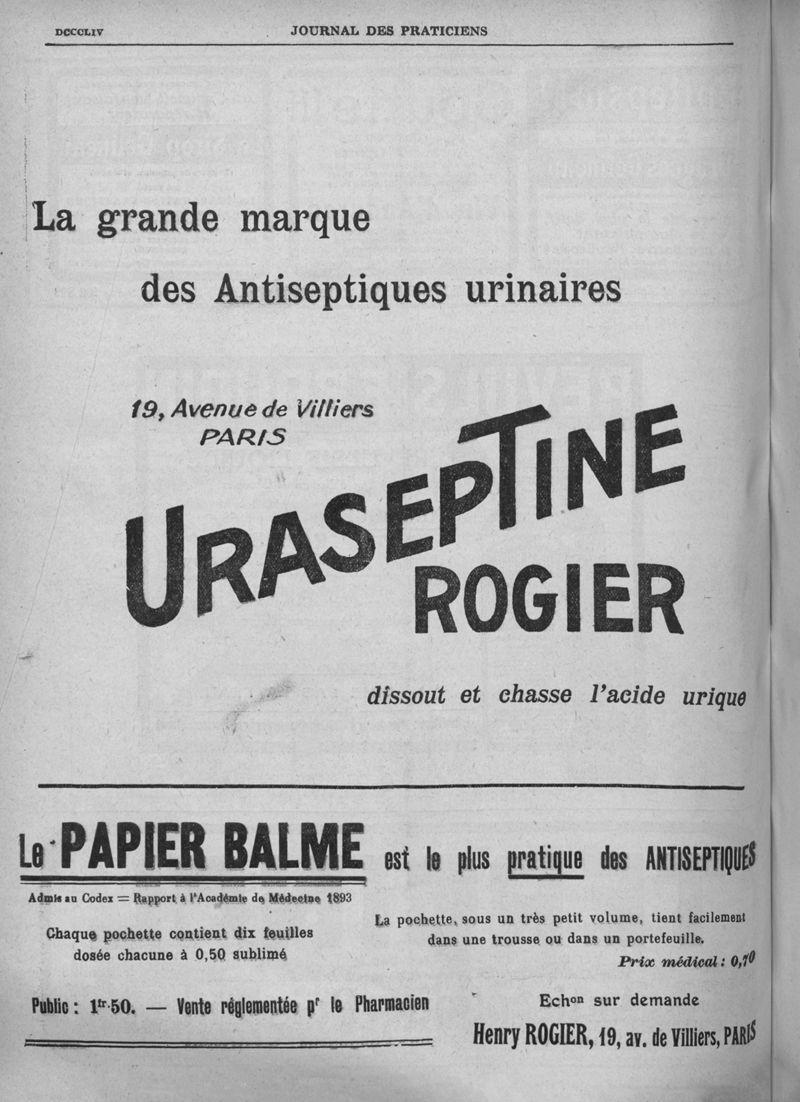 DCCCLIV
JOURNAL DES PRATICIENS
La grande marque
des Antiseptiques urinaires
19, Avenue de Villiers
PARIS
URASEPTINE
ROGIER
dissout et chasse l'acide urique
Le PAPIER BALME est le plus pratique des ANTISEPTIQUES
Admis au Codex = Rapport à l'Académie de Médecine 1893
Chaque pochette contient dix feuilles
dosée chacune à 0,50 sublimé
Public : 1fr.50. — Vente réglementée pr le Pharmacien
La pochette, sous un très petit volume, tient facilement
dans une trousse ou dans un portefeuille.
Prix médical : 0,70
Echon sur demande
Henry ROGIER, 19, av. de Villiers, PARIS